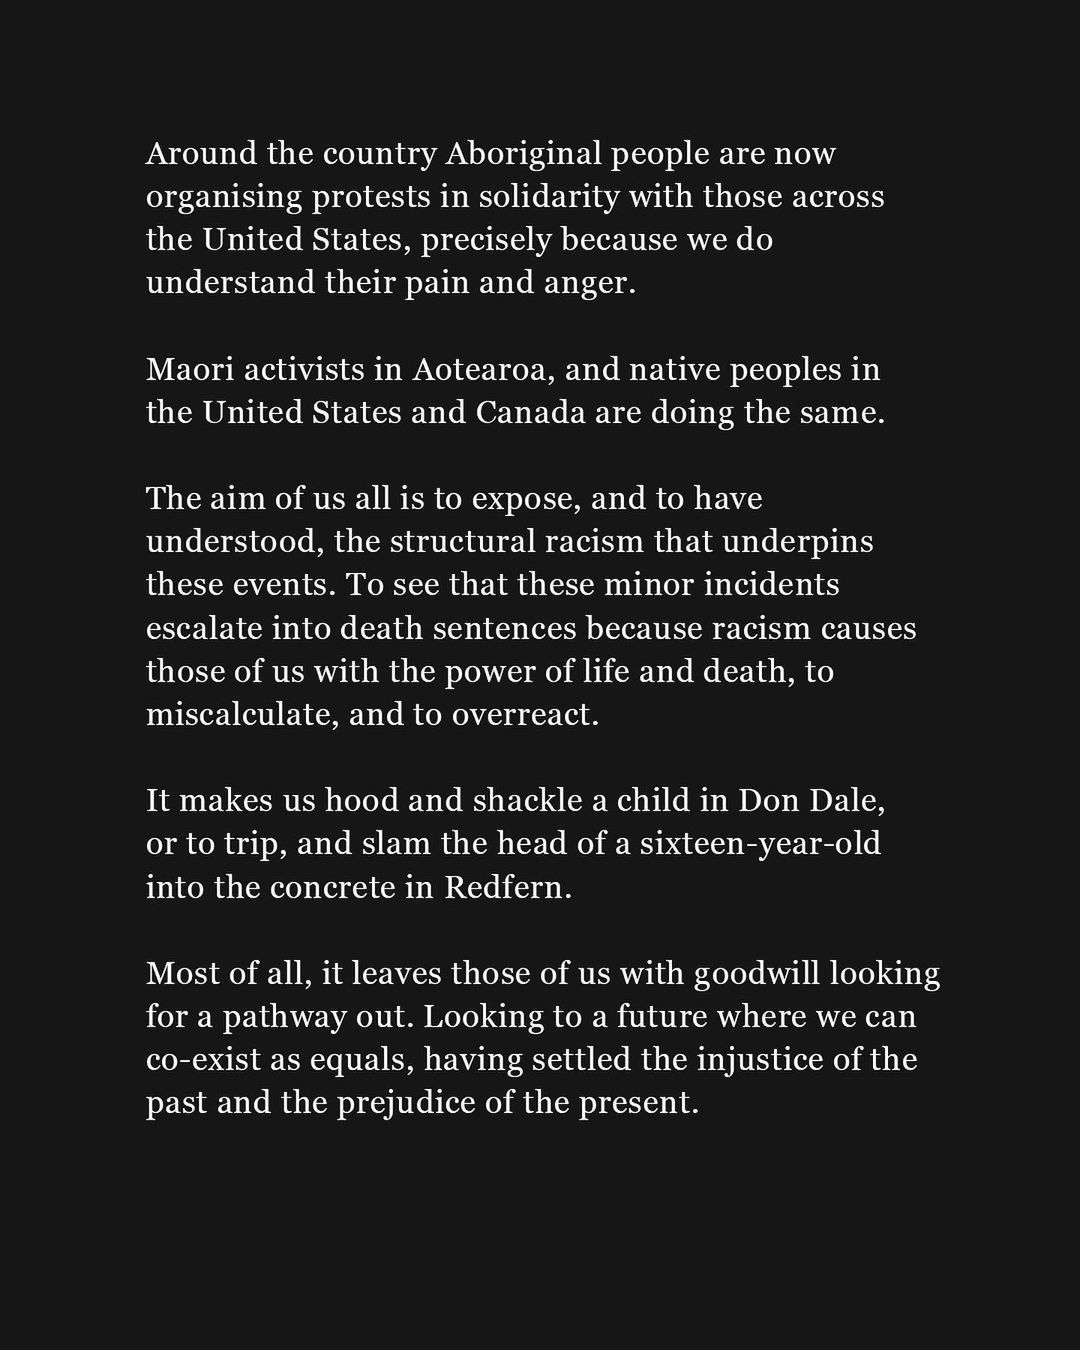 Around the country Aboriginal people are now
organising protests in solidarity with those across
the United States, precisely because we do
understand their pain and anger.
Maori activists in Aotearoa, and native peoples in
the United States and Canada are doing the same.
The aim of us all is to expose, and to have
understood, the structural racism that underpins
these events. To see that these minor incidents
escalate into death sentences because racism causes
those of us with the power of life and death, to
miscalculate, and to overreact.
It makes us hood and shackle a child in Don Dale,
or to trip, and slam the head of a sixteen-year-old
into the concrete in Redfern.
Most of all, it leaves those of us with goodwill looking
for a pathway out. Looking to a future where we can
co-exist as equals, having settled the injustice of the
past and the prejudice of the present.